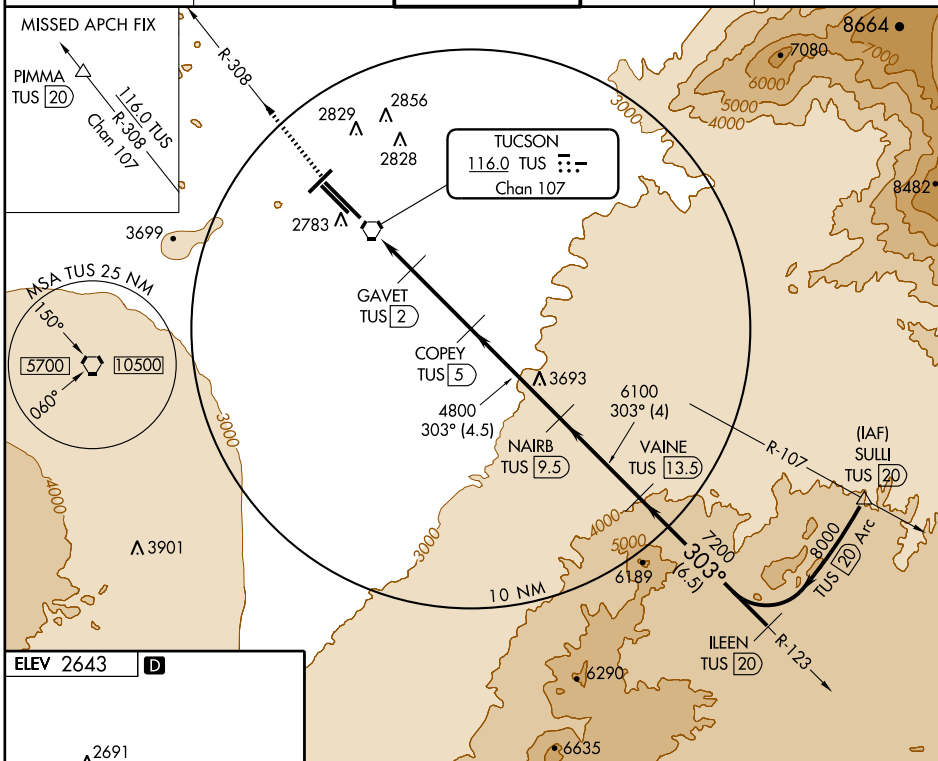 MISSED APCH FIX
PIMMA
TUS 20
116.0 TUS
R-308
Chan 107
R-308
8664
7080
7000
6000
5000
4000
3000
8482
2829
2856
2828
TUCSON
116.0 TUS
Chan 107
2783
3699
MSA TUS 25 NM
150°
5700
10500
060°
GAVET
TUS 2
COPEY
TUS 5
3693
4800
303° (4.5)
6100
303° (4)
NAIRB
TUS 9.5
VAINE
TUS 13.5
R-107
(IAF)
SULLI
TUS 20
3000
4000
3901
3000
4000
5000
6189
7200
303°
(6.5)
8000
TUS 20 Arc
10 NM
ILEEN
TUS 20
R-123
6290
6635
ELEV 2643 D
2691